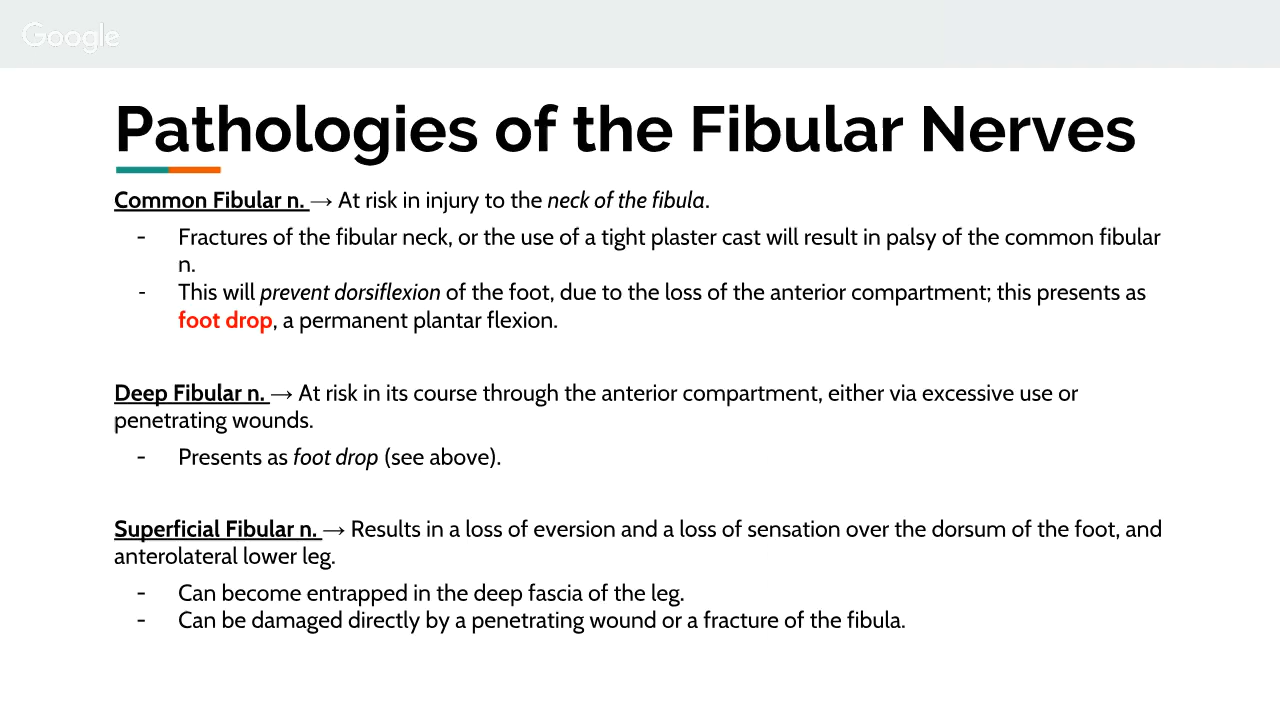 Google
Pathologies of the Fibular Nerves
Common Fibular n. → At risk in injury to the neck of the fibula.
- Fractures of the fibular neck, or the use of a tight plaster cast will result in palsy of the common fibular
n.
- This will prevent dorsiflexion of the foot, due to the loss of the anterior compartment; this presents as
foot drop, a permanent plantar flexion.
Deep Fibular n. → At risk in its course through the anterior compartment, either via excessive use or
penetrating wounds.
- Presents as foot drop (see above).
Superficial Fibular n. → Results in a loss of eversion and a loss of sensation over the dorsum of the foot, and
anterolateral lower leg.
- Can become entrapped in the deep fascia of the leg.
- Can be damaged directly by a penetrating wound or a fracture of the fibula.